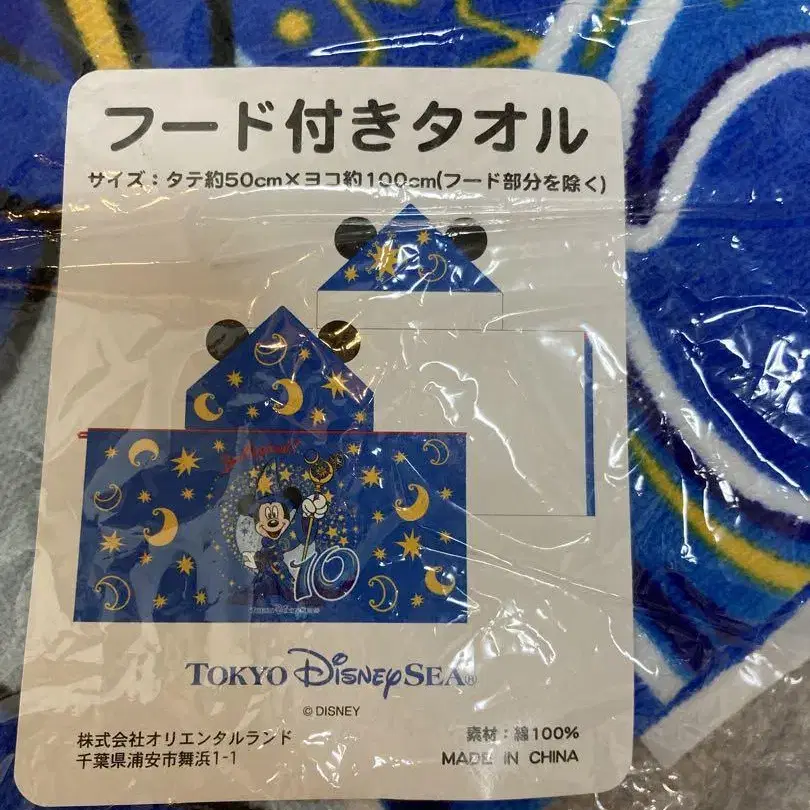 フード付きタオル
サイズ：タテ約50cm×ヨコ約100cm(フード部分を除く)
10
TOKYO DISNEYSEA®
© DISNEY
株式会社オリエンタルランド
千葉県浦安市舞浜1-1
素材：綿100%
MADE IN CHINA